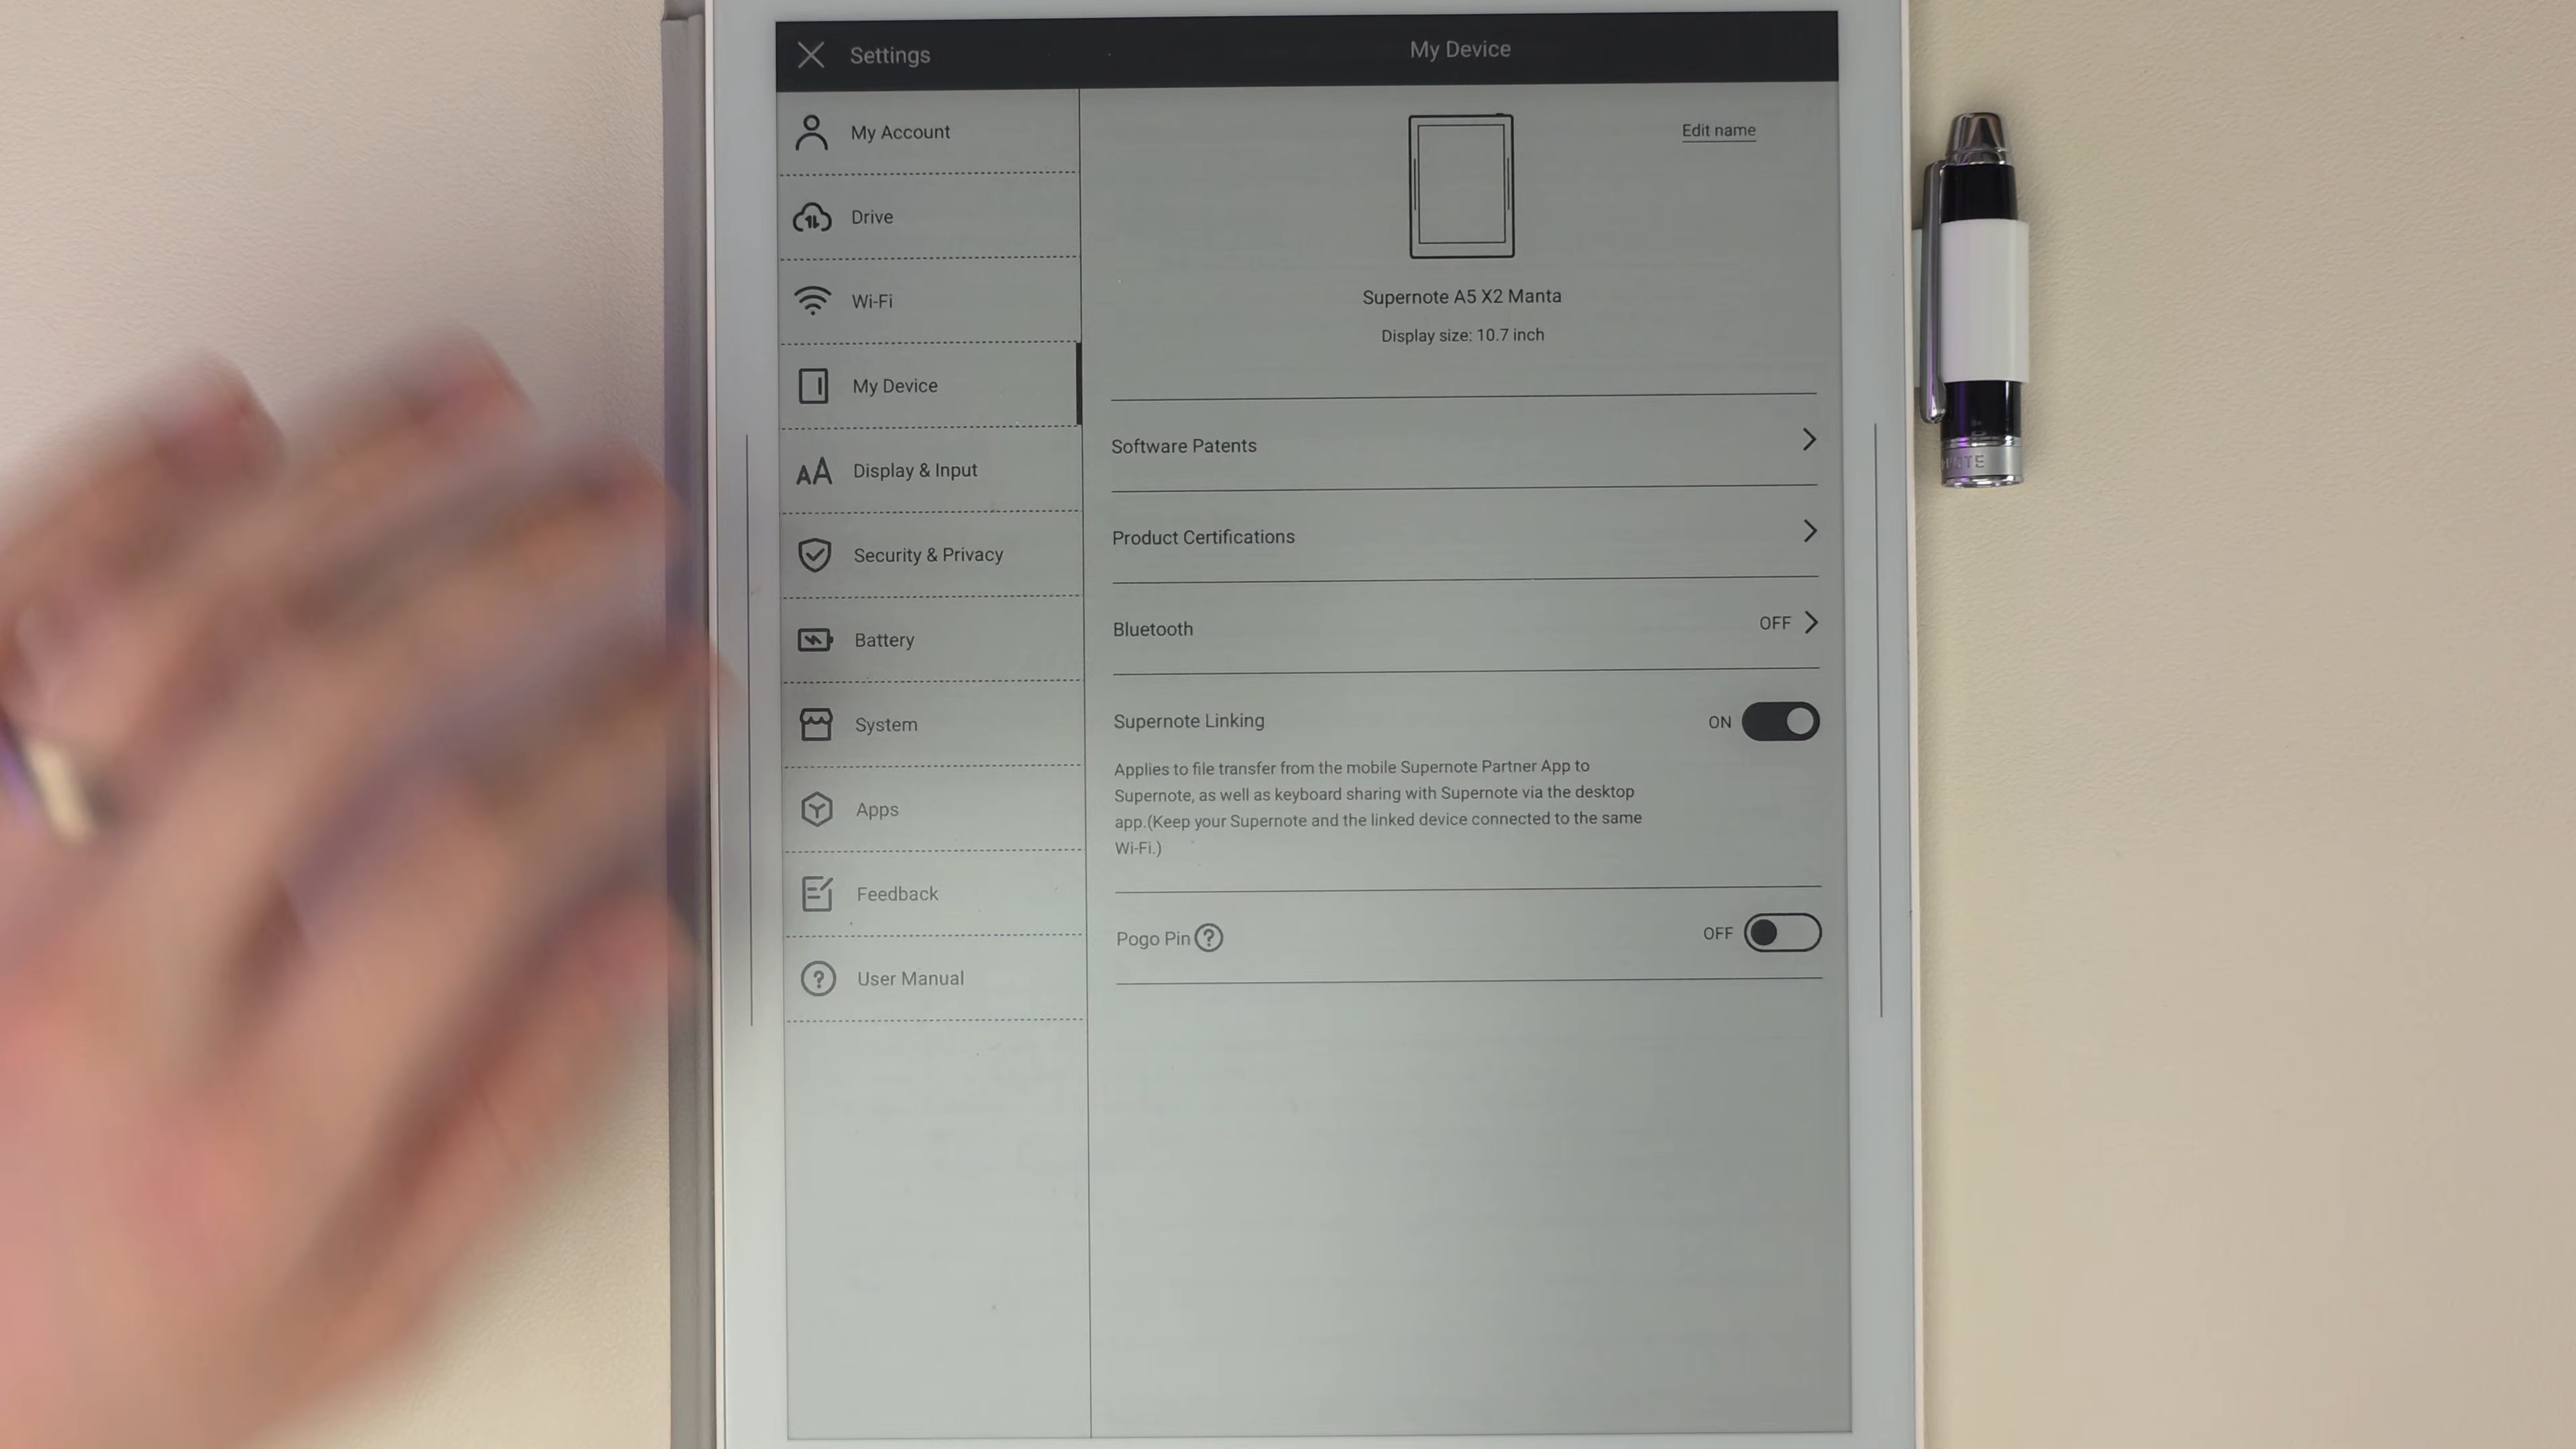 Settings
My Device
My Account
Drive
Wi-Fi
My Device
Display & Input
Security & Privacy
Battery
System
Apps
Feedback
User Manual
Edit name
Supernote A5 X2 Manta
Display size: 10.7 inch
Software Patents
Product Certifications
Bluetooth OFF
Supernote Linking ON
Applies to file transfer from the mobile Supernote Partner App to
Supernote, as well as keyboard sharing with Supernote via the desktop
app.(Keep your Supernote and the linked device connected to the same
Wi-Fi.)
Pogo Pin ? OFF